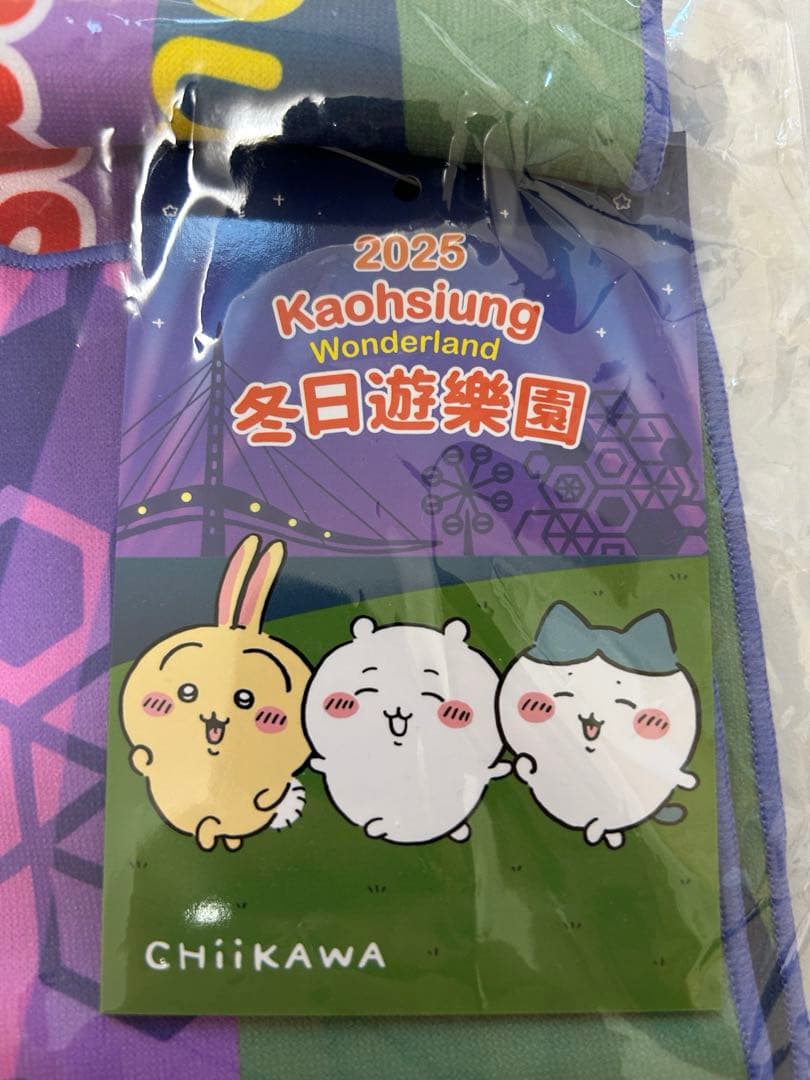 2025
Kaohsiung
Wonderland
冬日遊樂園
CHiiKAWA